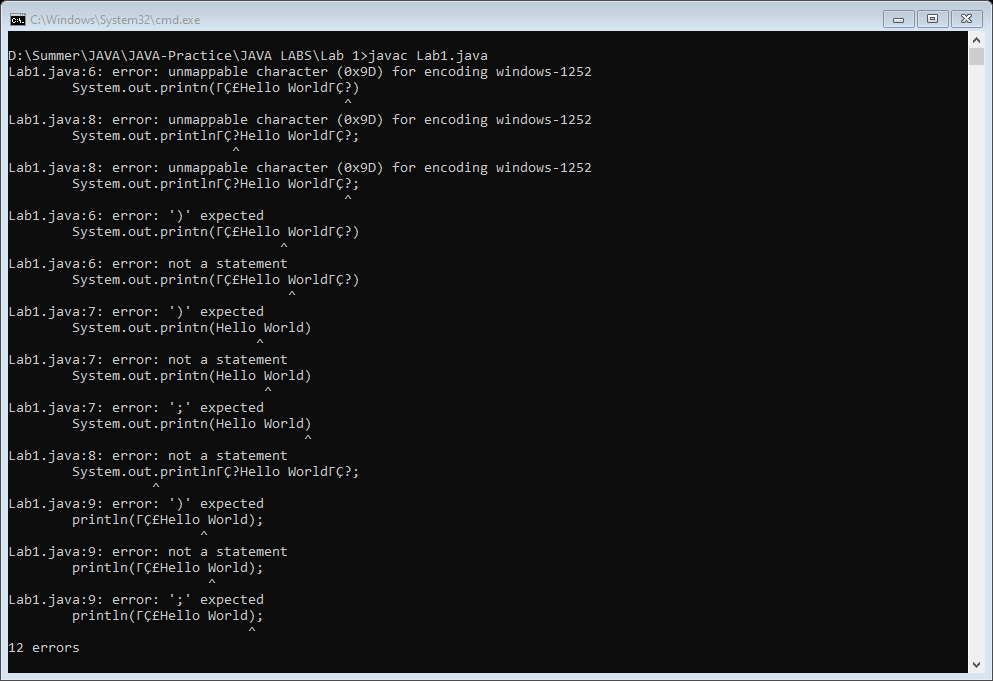 C:\Windows\System32\cmd.exe
D:\Summer\JAVA\JAVA-Practice\JAVA LABS\Lab 1>javac Lab1.java
Lab1.java:6: error: unmappable character (0x9D) for encoding windows-1252
System.out.printn(ΓÇ£Hello WorldΓÇ?)
^
Lab1.java:8: error: unmappable character (0x9D) for encoding windows-1252
System.out.printlnΓÇ?Hello WorldΓÇ?;
^
Lab1.java:8: error: unmappable character (0x9D) for encoding windows-1252
System.out.printlnΓÇ?Hello WorldΓÇ?;
^
Lab1.java:6: error: ')' expected
System.out.printn(ΓÇ£Hello WorldΓÇ?)
^
Lab1.java:6: error: not a statement
System.out.printn(ΓÇ£Hello WorldΓÇ?)
^
Lab1.java:7: error: ')' expected
System.out.printn(Hello World)
^
Lab1.java:7: error: not a statement
System.out.printn(Hello World)
^
Lab1.java:7: error: ';' expected
System.out.printn(Hello World)
^
Lab1.java:8: error: not a statement
System.out.printlnΓÇ?Hello WorldΓÇ?;
^
Lab1.java:9: error: ')' expected
println(ΓÇ£Hello World);
^
Lab1.java:9: error: not a statement
println(ΓÇ£Hello World);
^
Lab1.java:9: error: ';' expected
println(ΓÇ£Hello World);
^
12 errors